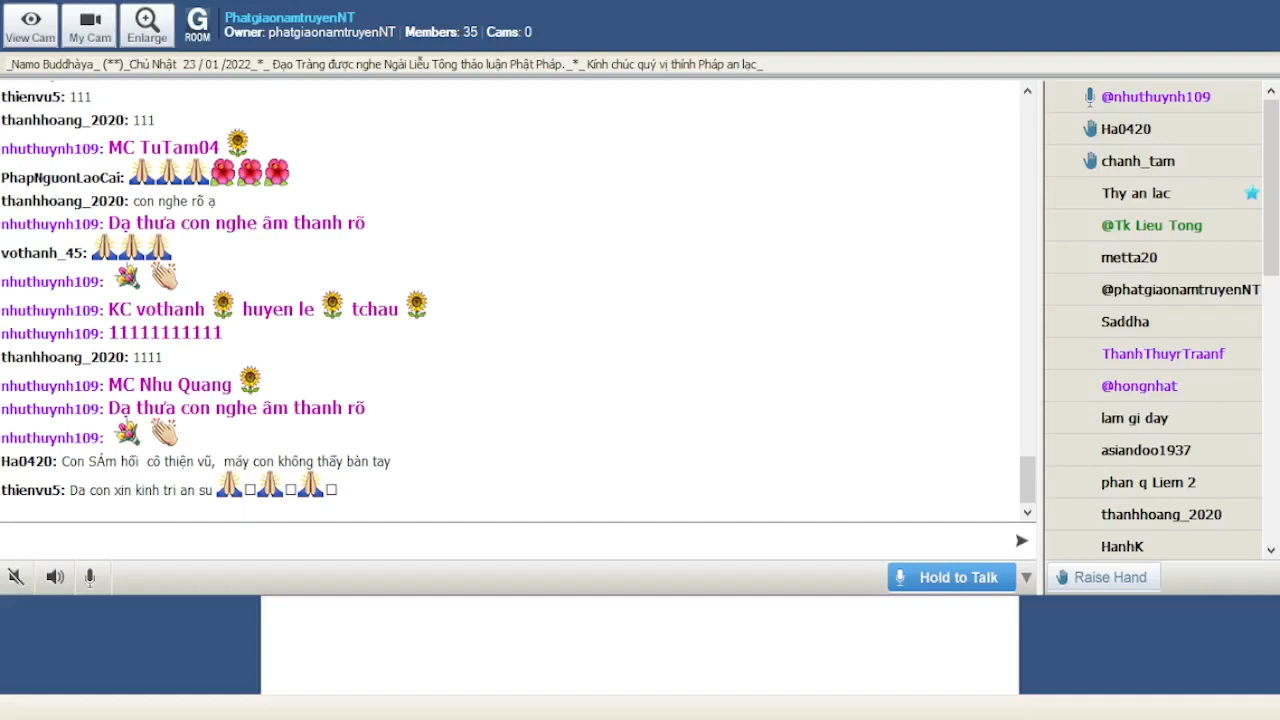 View Cam
My Cam
Enlarge
G
ROOM
PhatgiaonamtruyenNT
Owner: phatgiaonamtruyenNT | Members: 35 | Cams: 0
_Namo Buddhàya_ (**)_Chủ Nhật 23 / 01 /2022_*_ Đạo Tràng được nghe Ngài Liễu Tông thảo luận Phật Pháp._*_ Kính chúc quý vị thính Pháp an lạc_
thienvu5: 111
thanhhoang_2020: 111
nhuthuynh109: MC TuTam04
PhapNguonLaoCai:
thanhhoang_2020: con nghe rõ ạ
nhuthuynh109: Dạ thưa con nghe âm thanh rõ
vothanh_45:
nhuthuynh109:
nhuthuynh109: KC vothanh huyen le tchau
nhuthuynh109: 11111111111
thanhhoang_2020: 1111
nhuthuynh109: MC Nhu Quang
nhuthuynh109: Dạ thưa con nghe âm thanh rõ
nhuthuynh109:
Ha0420: Con SÁm hối cô thiện vũ, máy con không thấy bàn tay
thienvu5: Da con xin kinh tri an su
Hold to Talk
@nhuthuynh109
Ha0420
chanh_tam
Thy an lac
@Tk Lieu Tong
metta20
@phatgiaonamtruyenNT
Saddha
ThanhThuyrTraanf
@hongnhat
lam gi day
asiandoo1937
phan q Liem 2
thanhhoang_2020
HanhK
Raise Hand